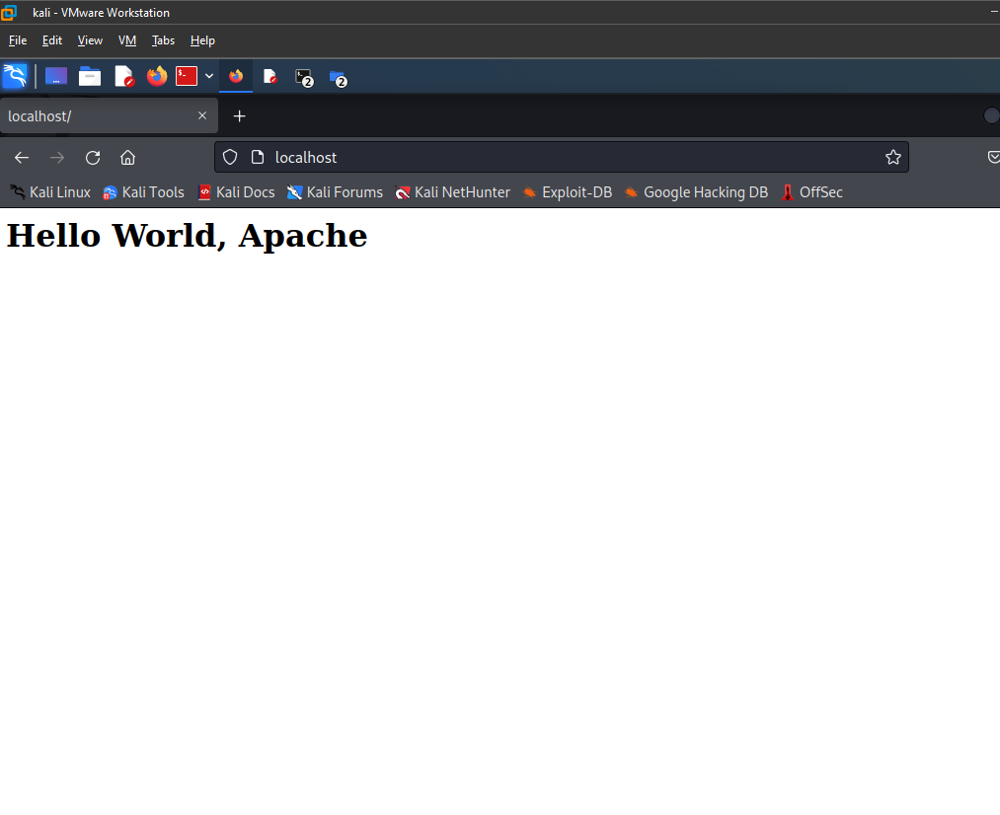 kali - VMware Workstation
File Edit View VM Tabs Help
2 2
localhost/
localhost
Kali Linux Kali Tools Kali Docs Kali Forums Kali NetHunter Exploit-DB Google Hacking DB OffSec
Hello World, Apache